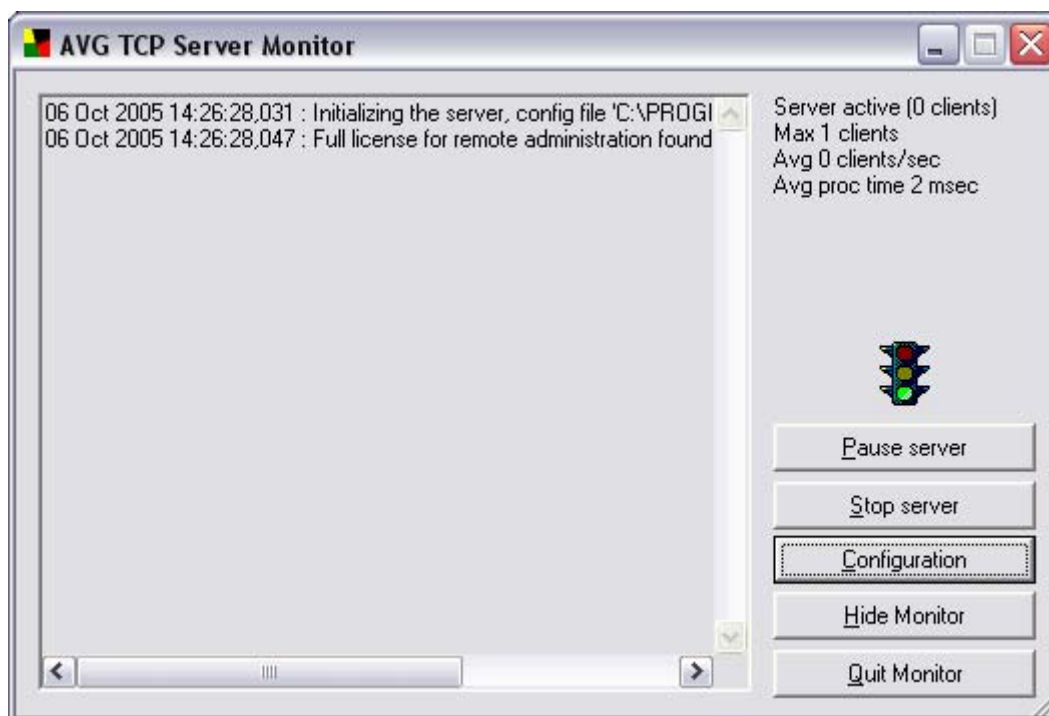 AVG TCP Server Monitor
06 Oct 2005 14:26:28,031 : Initializing the server, config file 'C:\PROGI
06 Oct 2005 14:26:28,047 : Full license for remote administration found
Server active (0 clients)
Max 1 clients
Avg 0 clients/sec
Avg proc time 2 msec
Pause server
Stop server
Configuration
Hide Monitor
Quit Monitor